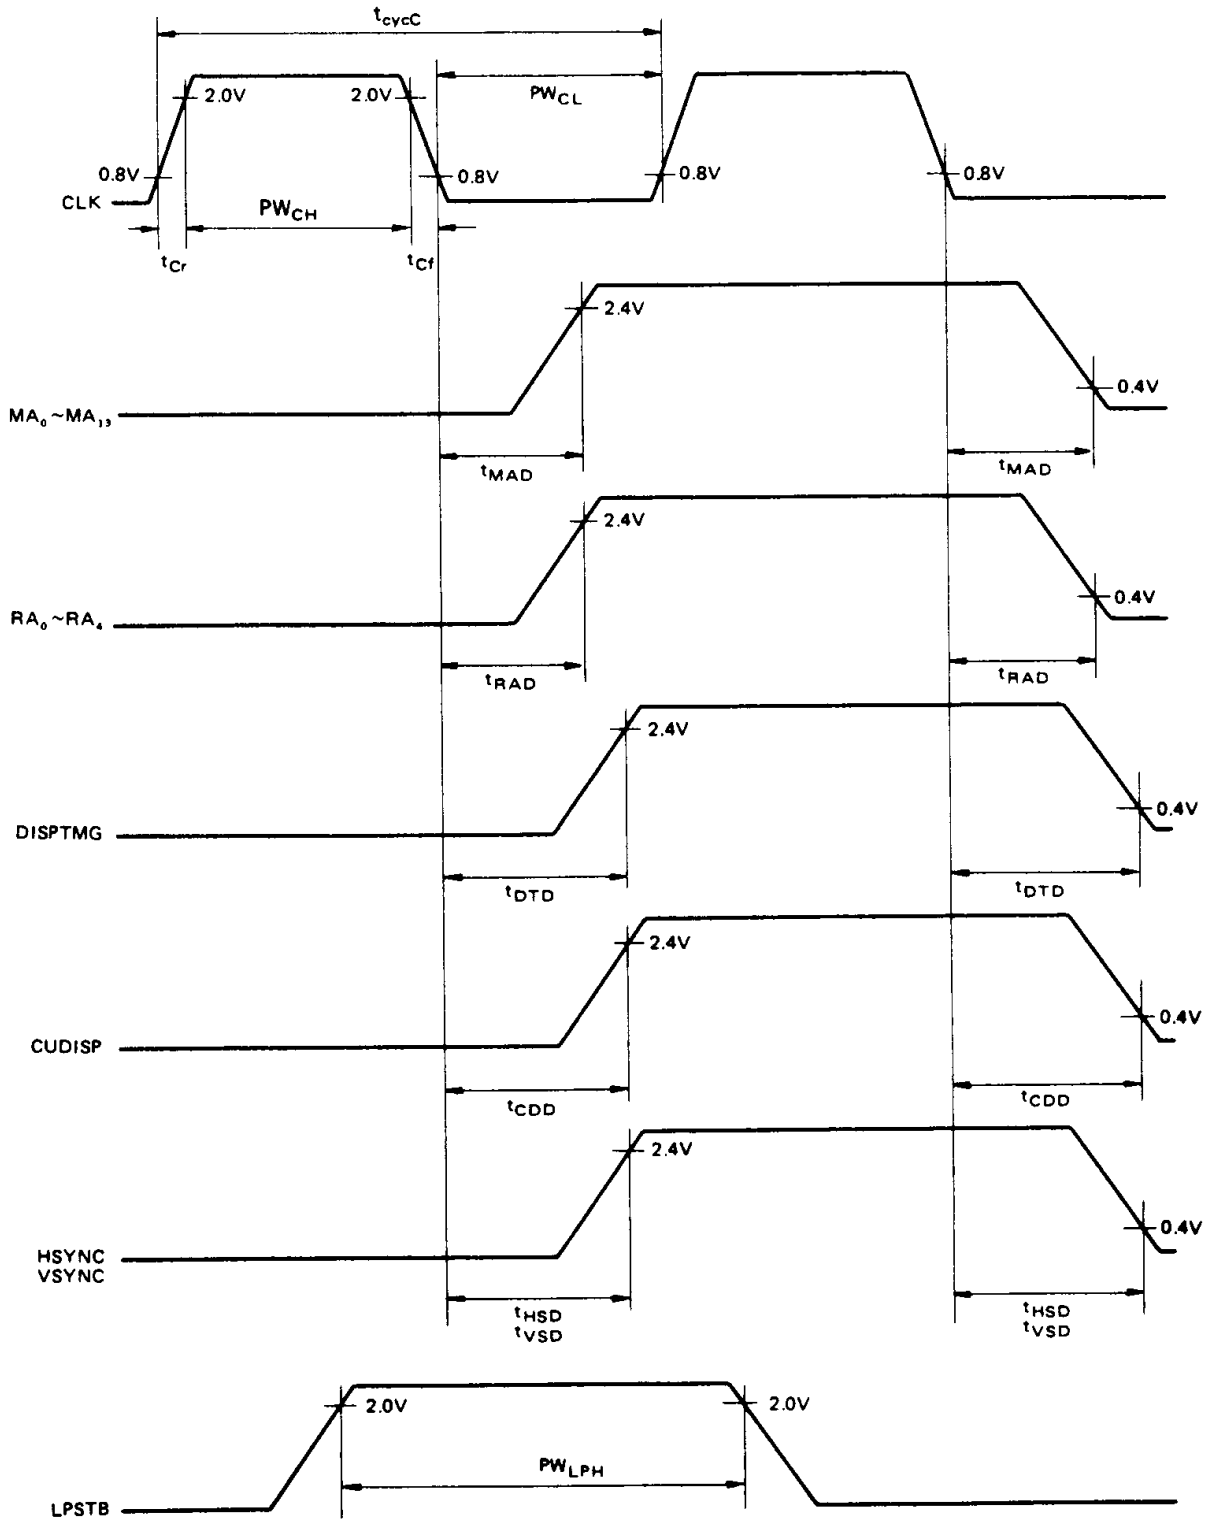 tcycC
PWCL
2.0V 2.0V
0.8V 0.8V 0.8V 0.8V
CLK
PWCH
tCr tCf
2.4V
0.4V
MA0~MA13
tMAD tMAD
2.4V
0.4V
RA0~RA4
tRAD tRAD
2.4V
0.4V
DISPTMG
tDTD tDTD
2.4V
0.4V
CUDISP
tCDD tCDD
2.4V
0.4V
HSYNC
VSYNC
tHSD tHSD
tVSD tVSD
2.0V 2.0V
PWLPH
LPSTB